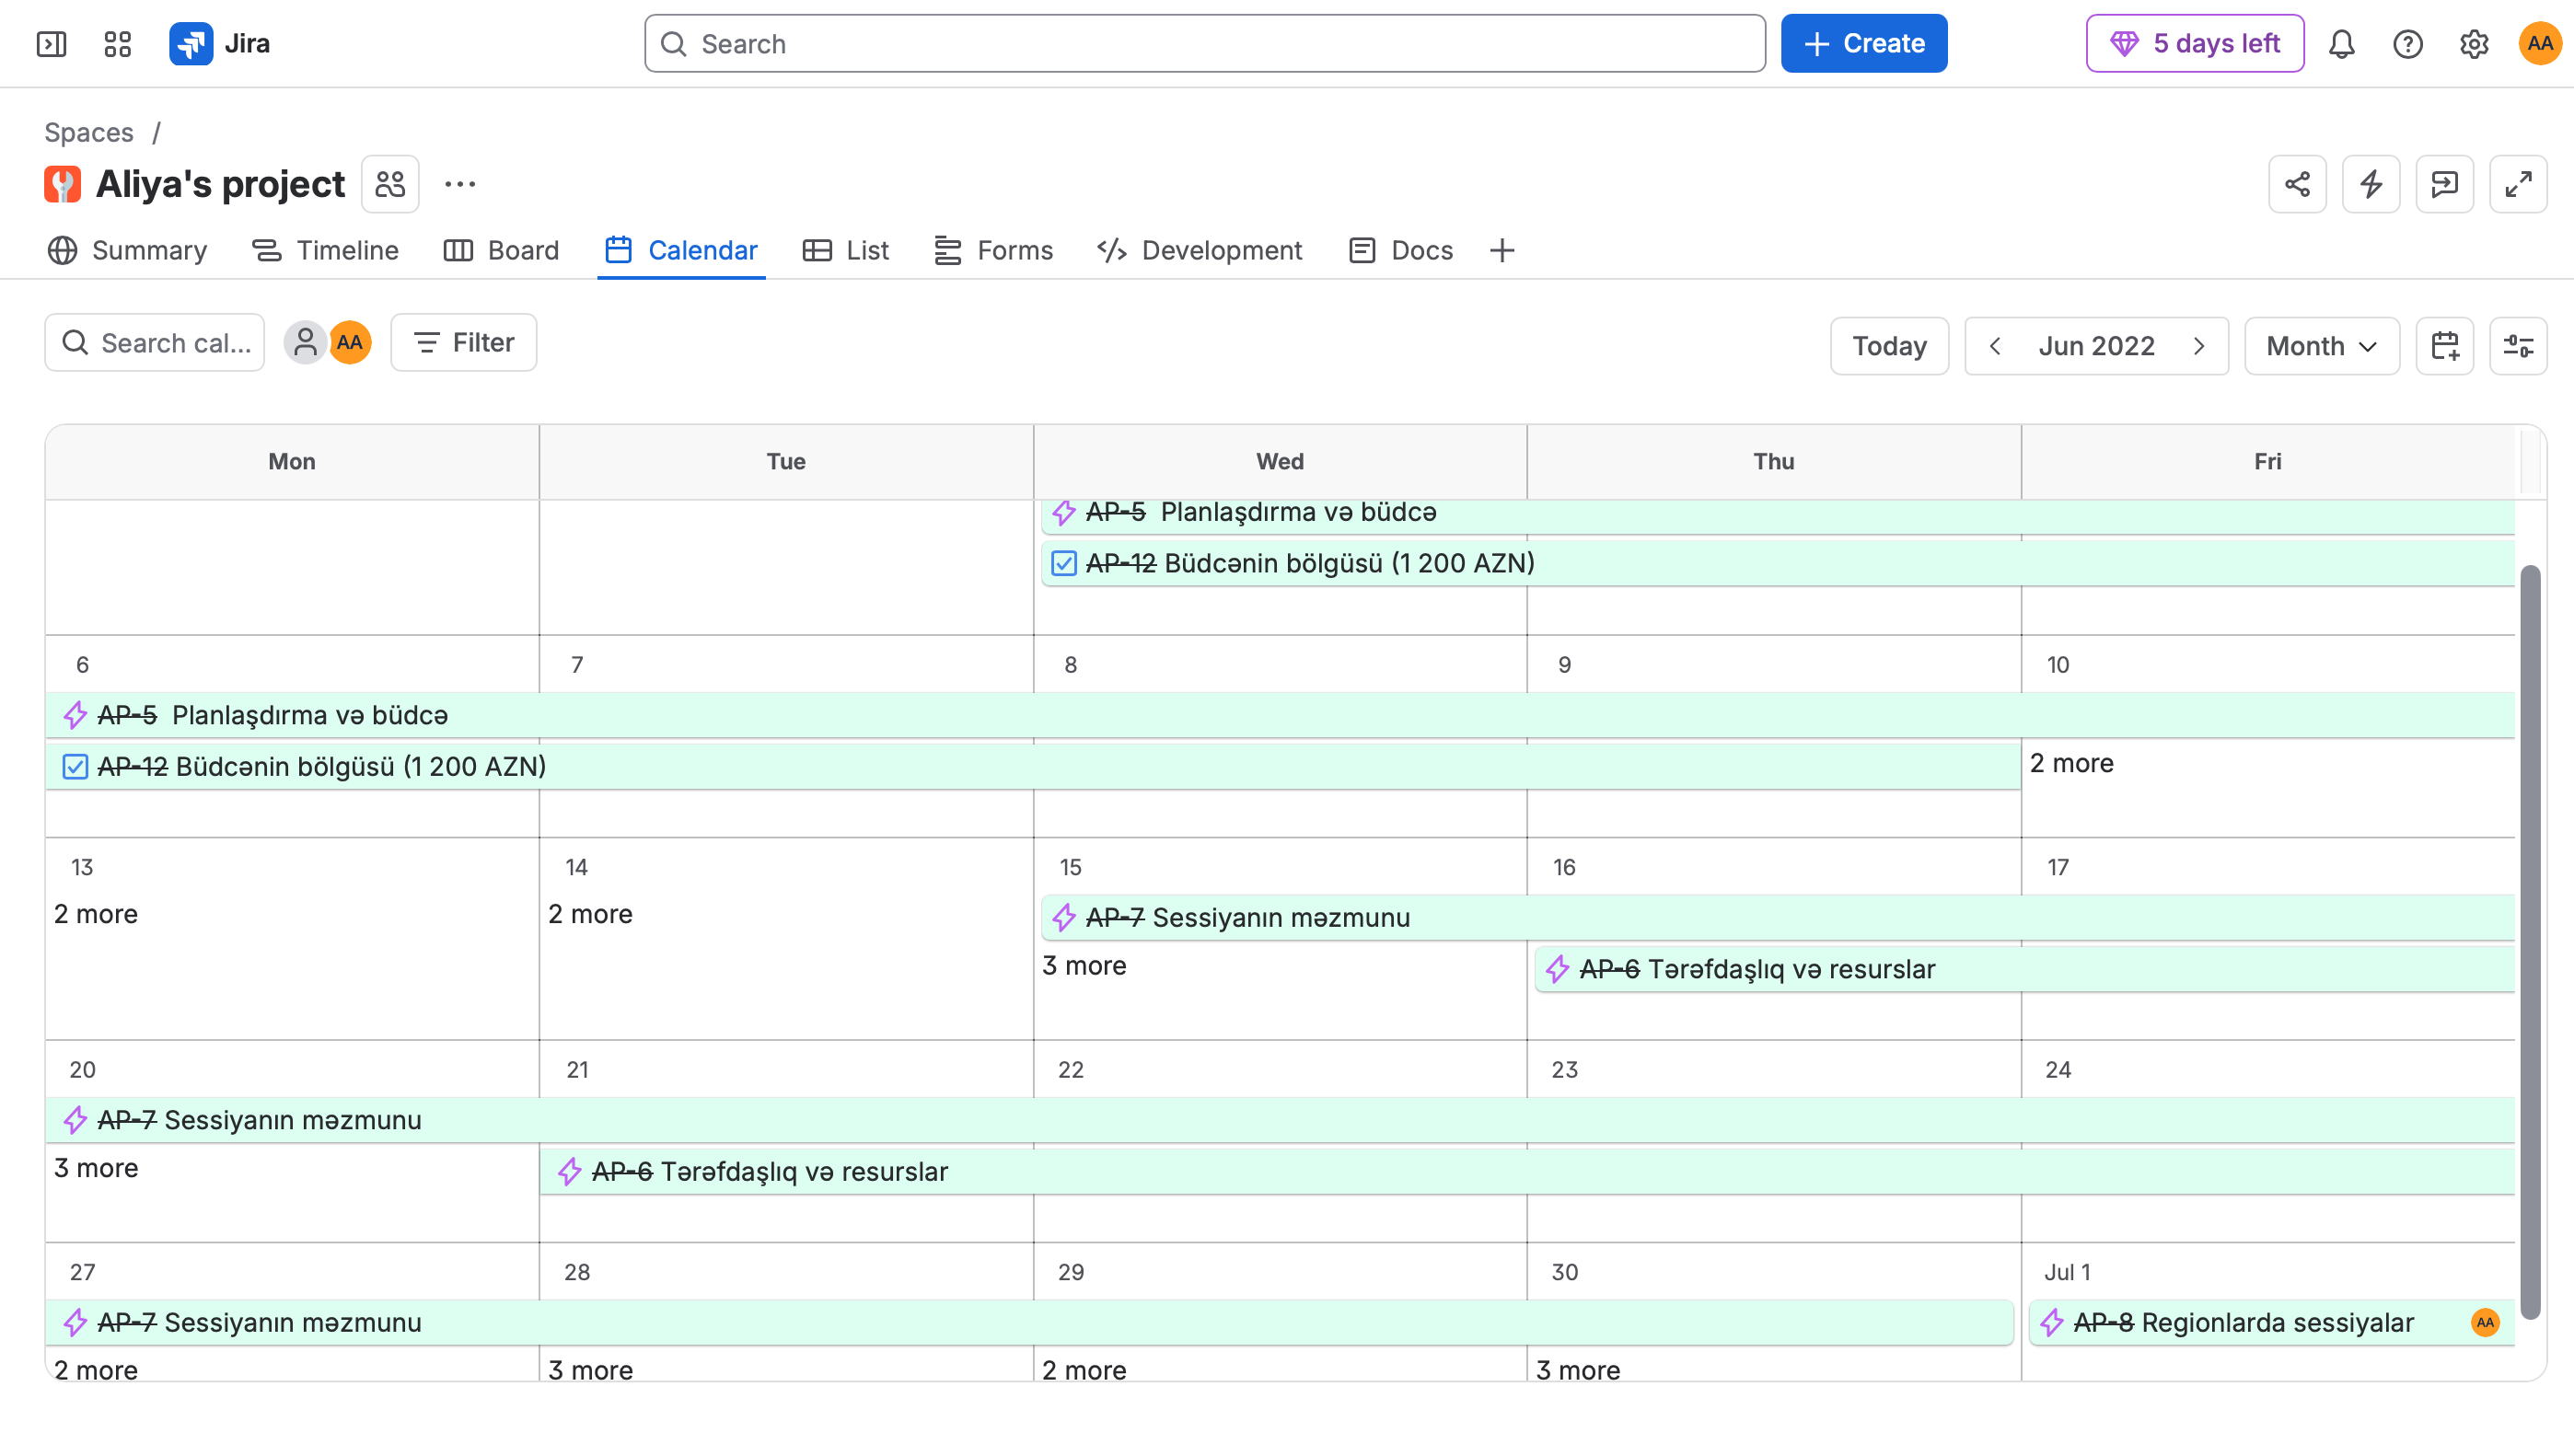 Jira
Search
Create
5 days left
AA
Spaces /
Aliya's project
Summary
Timeline
Board
Calendar
List
Forms
Development
Docs
Search cal...
AA
Filter
Today
Jun 2022
Month
Mon
Tue
Wed
Thu
Fri
AP-5 Planlaşdırma və büdcə
AP-12 Büdcənin bölgüsü (1 200 AZN)
6
7
8
9
10
AP-5 Planlaşdırma və büdcə
AP-12 Büdcənin bölgüsü (1 200 AZN)
2 more
13
14
15
16
17
2 more
2 more
AP-7 Sessiyanın məzmunu
3 more
AP-6 Tərəfdaşlıq və resurslar
20
21
22
23
24
AP-7 Sessiyanın məzmunu
3 more
AP-6 Tərəfdaşlıq və resurslar
27
28
29
30
Jul 1
AP-7 Sessiyanın məzmunu
AP-8 Regionlarda sessiyalar
AA
2 more
3 more
2 more
3 more